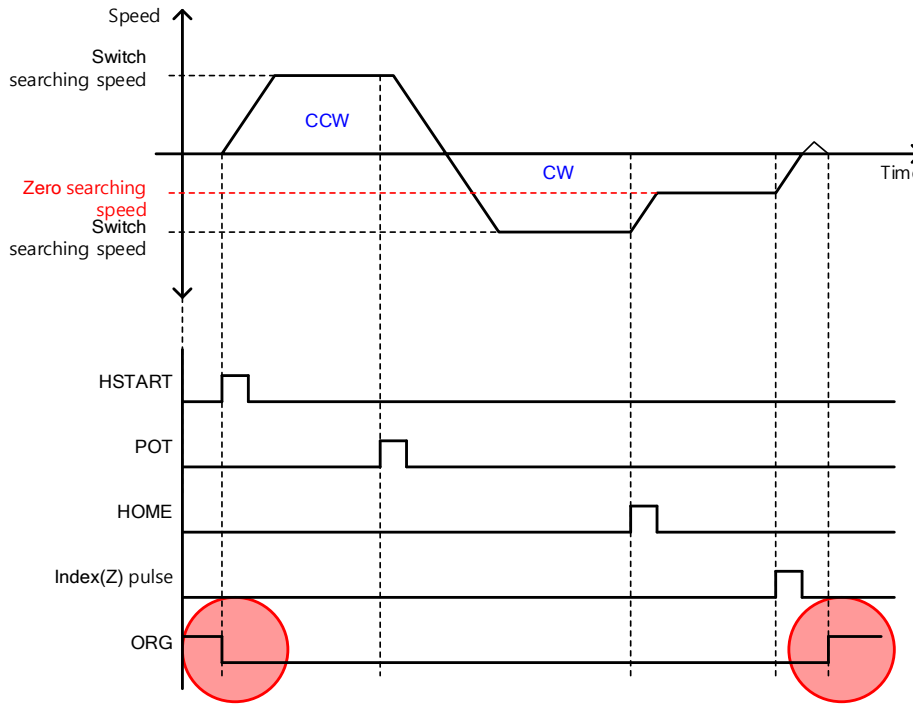 Speed
Switch
searching speed
CCW
CW
Time
Zero searching
speed
Switch
searching speed
HSTART
POT
HOME
Index(Z) pulse
ORG